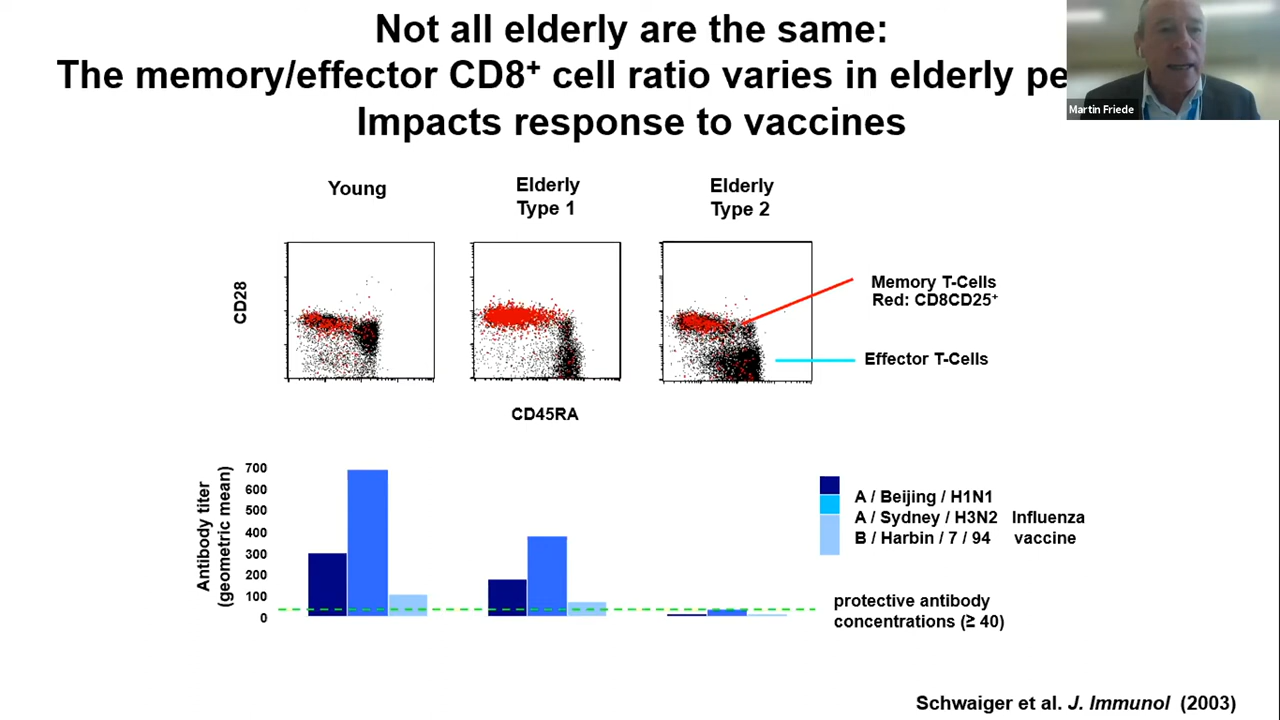 Not all elderly are the same:
The memory/effector CD8⁺ cell ratio varies in elderly pe
Impacts response to vaccines
Martin Friede
Young
Elderly
Type 1
Elderly
Type 2
CD28
Memory T-Cells
Red: CD8CD25⁺
Effector T-Cells
CD45RA
Antibody titer
(geometric mean)
700
600
500
400
300
200
100
0
A / Beijing / H1N1
A / Sydney / H3N2
B / Harbin / 7 / 94
Influenza
vaccine
protective antibody
concentrations (≥ 40)
Schwaiger et al. J. Immunol (2003)